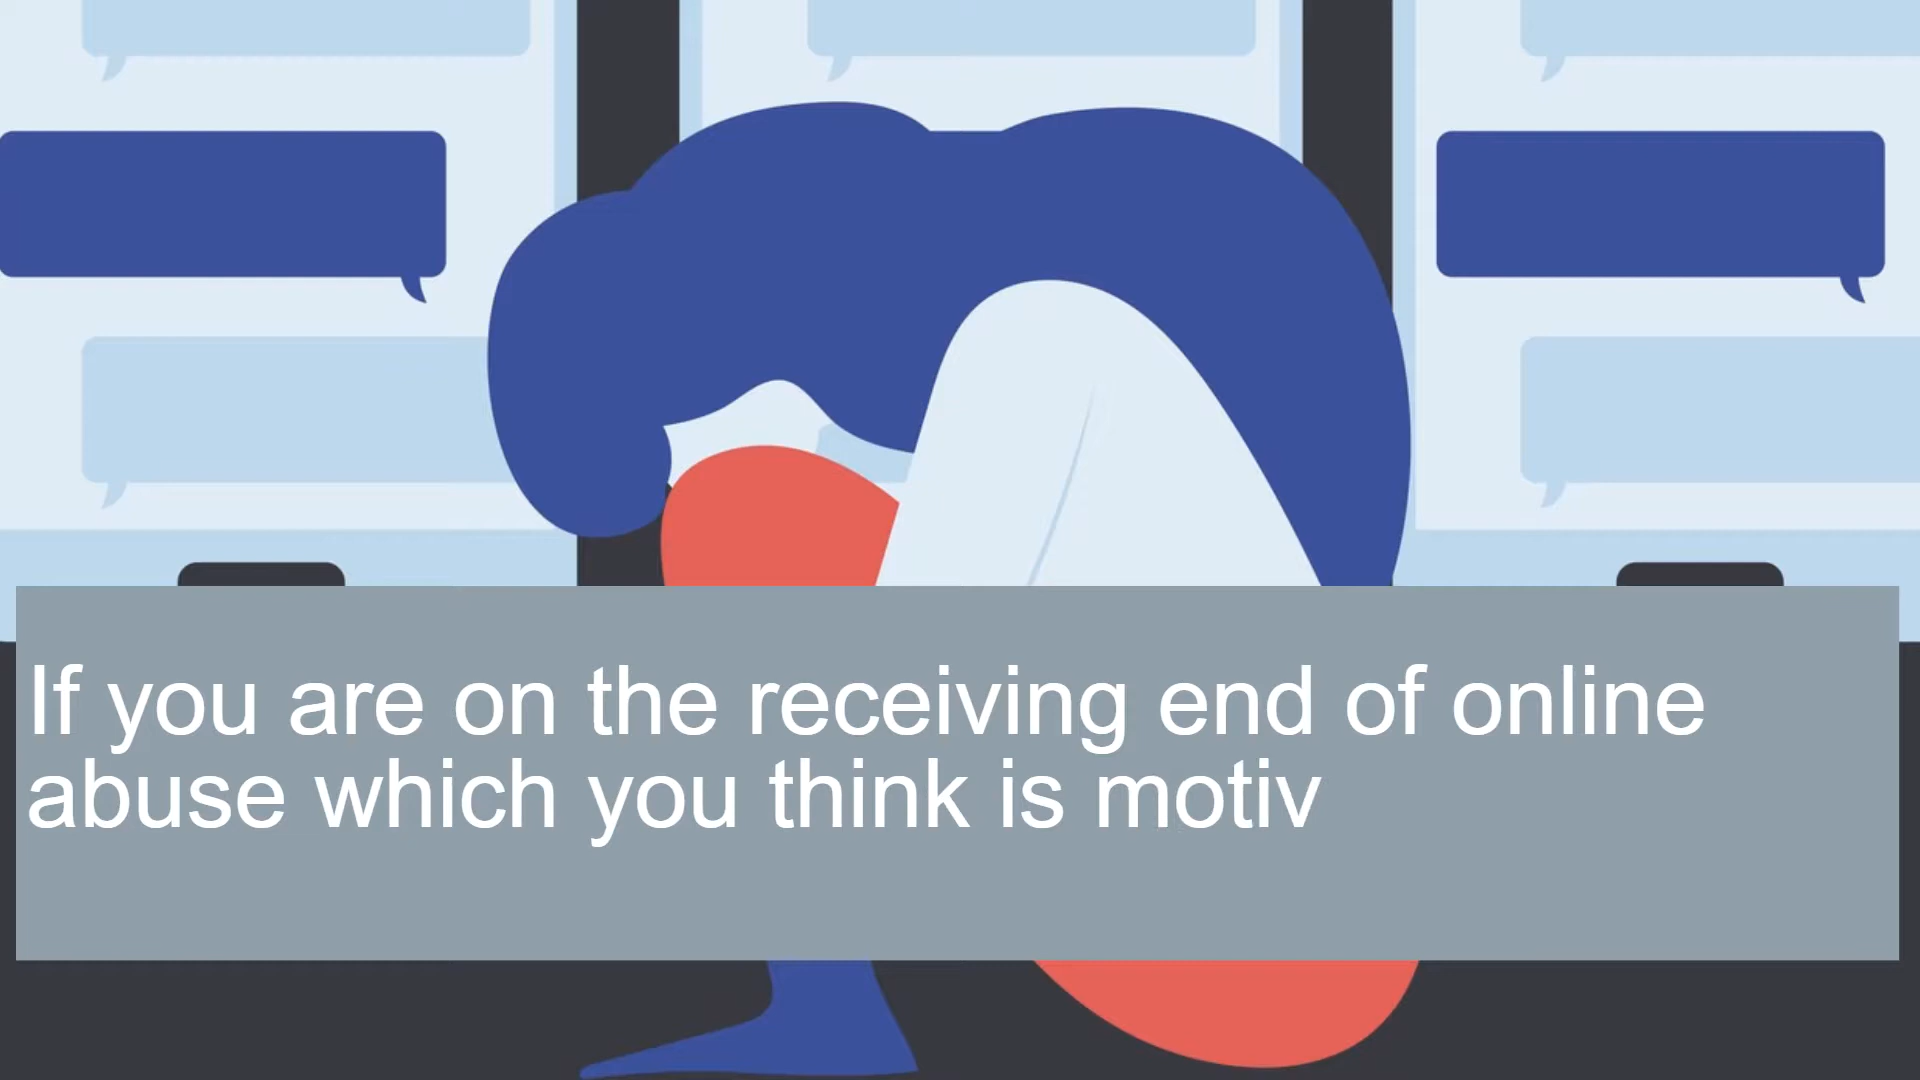 If you are on the receiving end of online
abuse which you think is motiv